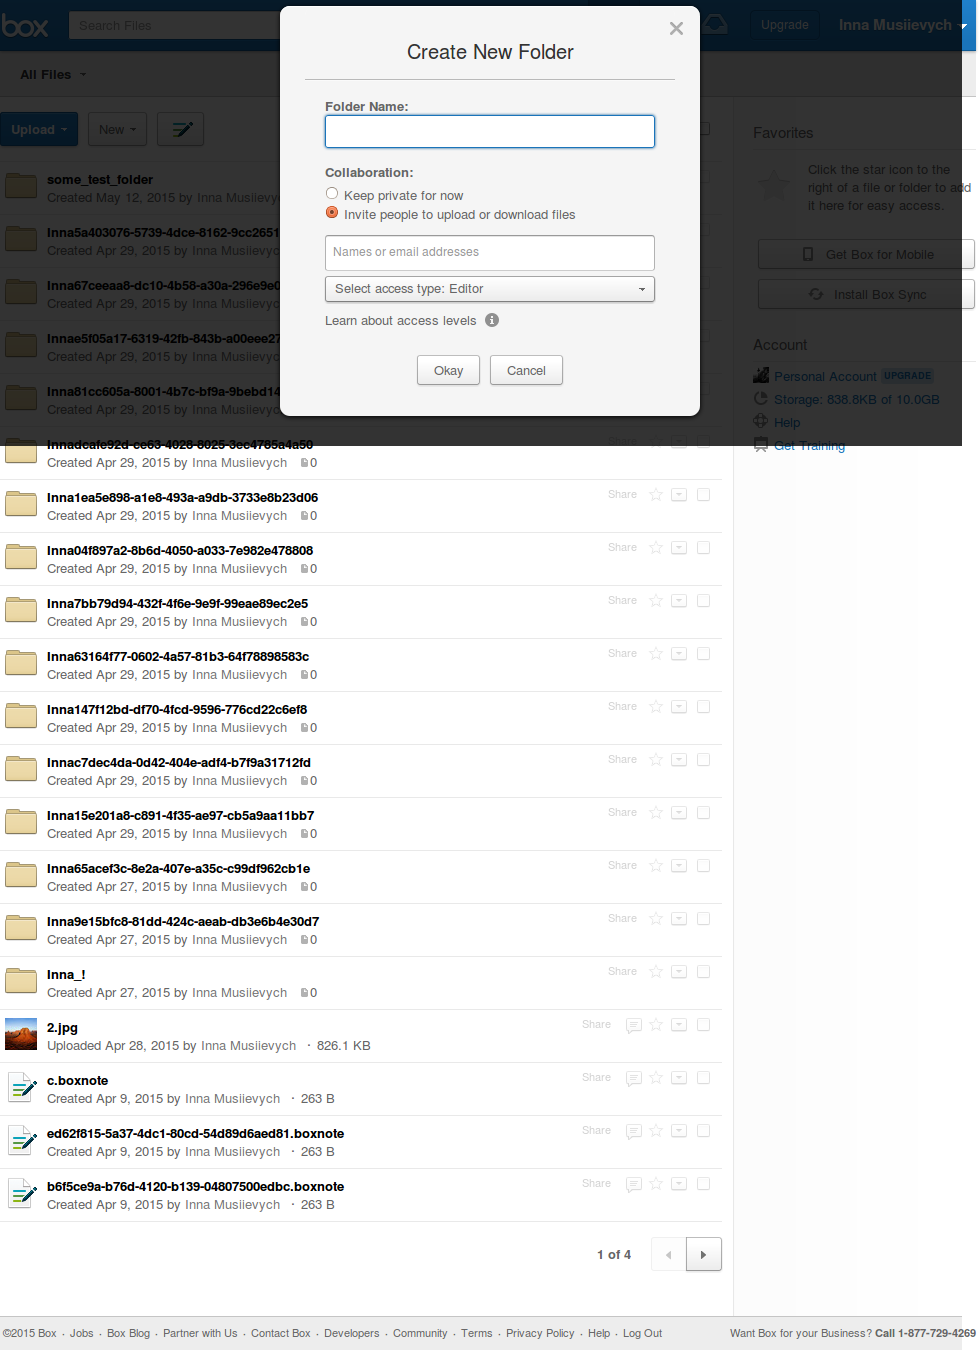 box
Search Files
Upgrade
Inna Musiievych
All Files
Upload
New
Create New Folder
Folder Name:
Collaboration:
Keep private for now
Invite people to upload or download files
Names or email addresses
Select access type: Editor
Learn about access levels
Okay
Cancel
some_test_folder
Created May 12, 2015 by Inna Musiievy
Inna5a403076-5739-4dce-8162-9cc2651
Created Apr 29, 2015 by Inna Musiievych
Inna67ceeaa8-dc10-4b58-a30a-296e9e0
Created Apr 29, 2015 by Inna Musiievych
Innae5f05a17-6319-42fb-843b-a00eee27
Created Apr 29, 2015 by Inna Musiievych
Inna81cc605a-8001-4b7c-bf9a-9bebd14
Created Apr 29, 2015 by Inna Musiievych
Innadcafe92d-ce63-4028-8025-3ec4785a4a50
Share
Created Apr 29, 2015 by Inna Musiievych 0
Inna1ea5e898-a1e8-493a-a9db-3733e8b23d06
Share
Created Apr 29, 2015 by Inna Musiievych 0
Inna04f897a2-8b6d-4050-a033-7e982e478808
Share
Created Apr 29, 2015 by Inna Musiievych 0
Inna7bb79d94-432f-4f6e-9e9f-99eae89ec2e5
Share
Created Apr 29, 2015 by Inna Musiievych 0
Inna63164f77-0602-4a57-81b3-64f78898583c
Share
Created Apr 29, 2015 by Inna Musiievych 0
Inna147f12bd-df70-4fcd-9596-776cd22c6ef8
Share
Created Apr 29, 2015 by Inna Musiievych 0
Innac7dec4da-0d42-404e-adf4-b7f9a31712fd
Share
Created Apr 29, 2015 by Inna Musiievych 0
Inna15e201a8-c891-4f35-ae97-cb5a9aa11bb7
Share
Created Apr 29, 2015 by Inna Musiievych 0
Inna65acef3c-8e2a-407e-a35c-c99df962cb1e
Share
Created Apr 27, 2015 by Inna Musiievych 0
Inna9e15bfc8-81dd-424c-aeab-db3e6b4e30d7
Share
Created Apr 27, 2015 by Inna Musiievych 0
Inna_!
Share
Created Apr 27, 2015 by Inna Musiievych 0
2.jpg
Share
Uploaded Apr 28, 2015 by Inna Musiievych · 826.1 KB
c.boxnote
Share
Created Apr 9, 2015 by Inna Musiievych · 263 B
ed62f815-5a37-4dc1-80cd-54d89d6aed81.boxnote
Share
Created Apr 9, 2015 by Inna Musiievych · 263 B
b6f5ce9a-b76d-4120-b139-04807500edbc.boxnote
Share
Created Apr 9, 2015 by Inna Musiievych · 263 B
1 of 4
Favorites
Click the star icon to the
right of a file or folder to add
it here for easy access.
Get Box for Mobile
Install Box Sync
Account
Personal Account UPGRADE
Storage: 838.8KB of 10.0GB
Help
Get Training
©2015 Box · Jobs · Box Blog · Partner with Us · Contact Box · Developers · Community · Terms · Privacy Policy · Help · Log Out
Want Box for your Business? Call 1-877-729-4269